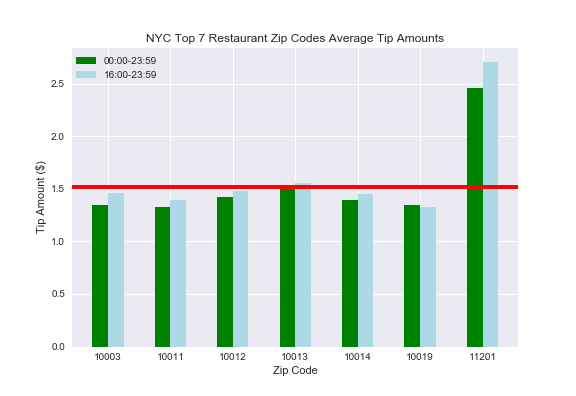 NYC Top 7 Restaurant Zip Codes Average Tip Amounts
00:00-23:59
16:00-23:59
Tip Amount ($)
2.5
2.0
1.5
1.0
0.5
0.0
10003 10011 10012 10013 10014 10019 11201
Zip Code